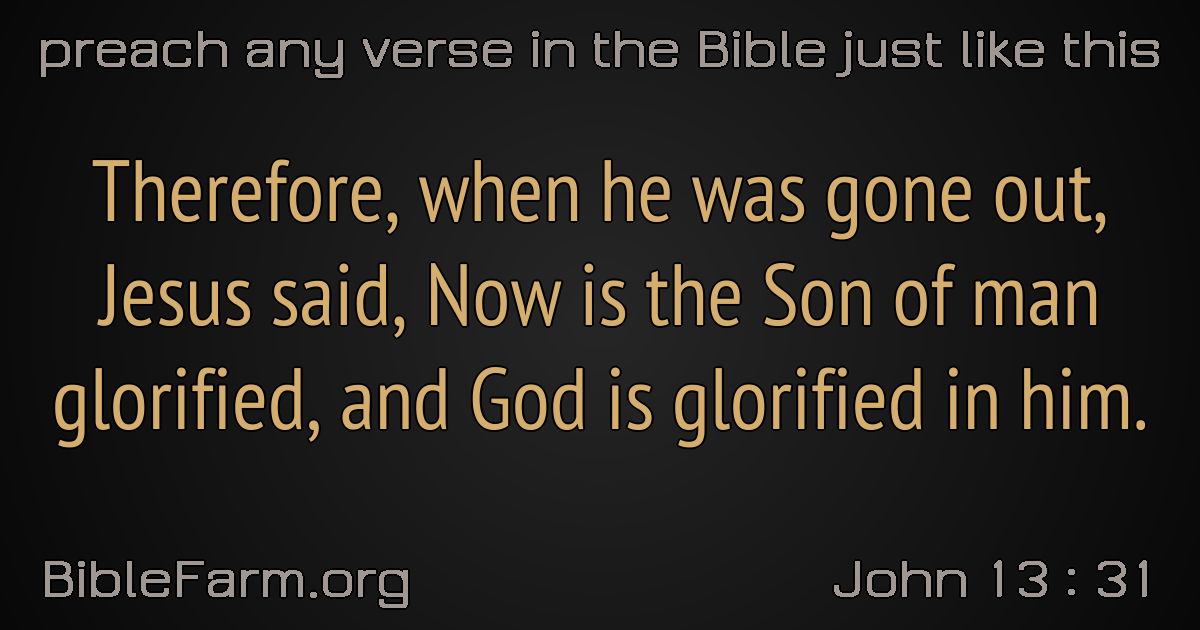 preach any verse in the Bible just like this
Therefore, when he was gone out,
Jesus said, Now is the Son of man
glorified, and God is glorified in him.
BibleFarm.org
John 13 : 31